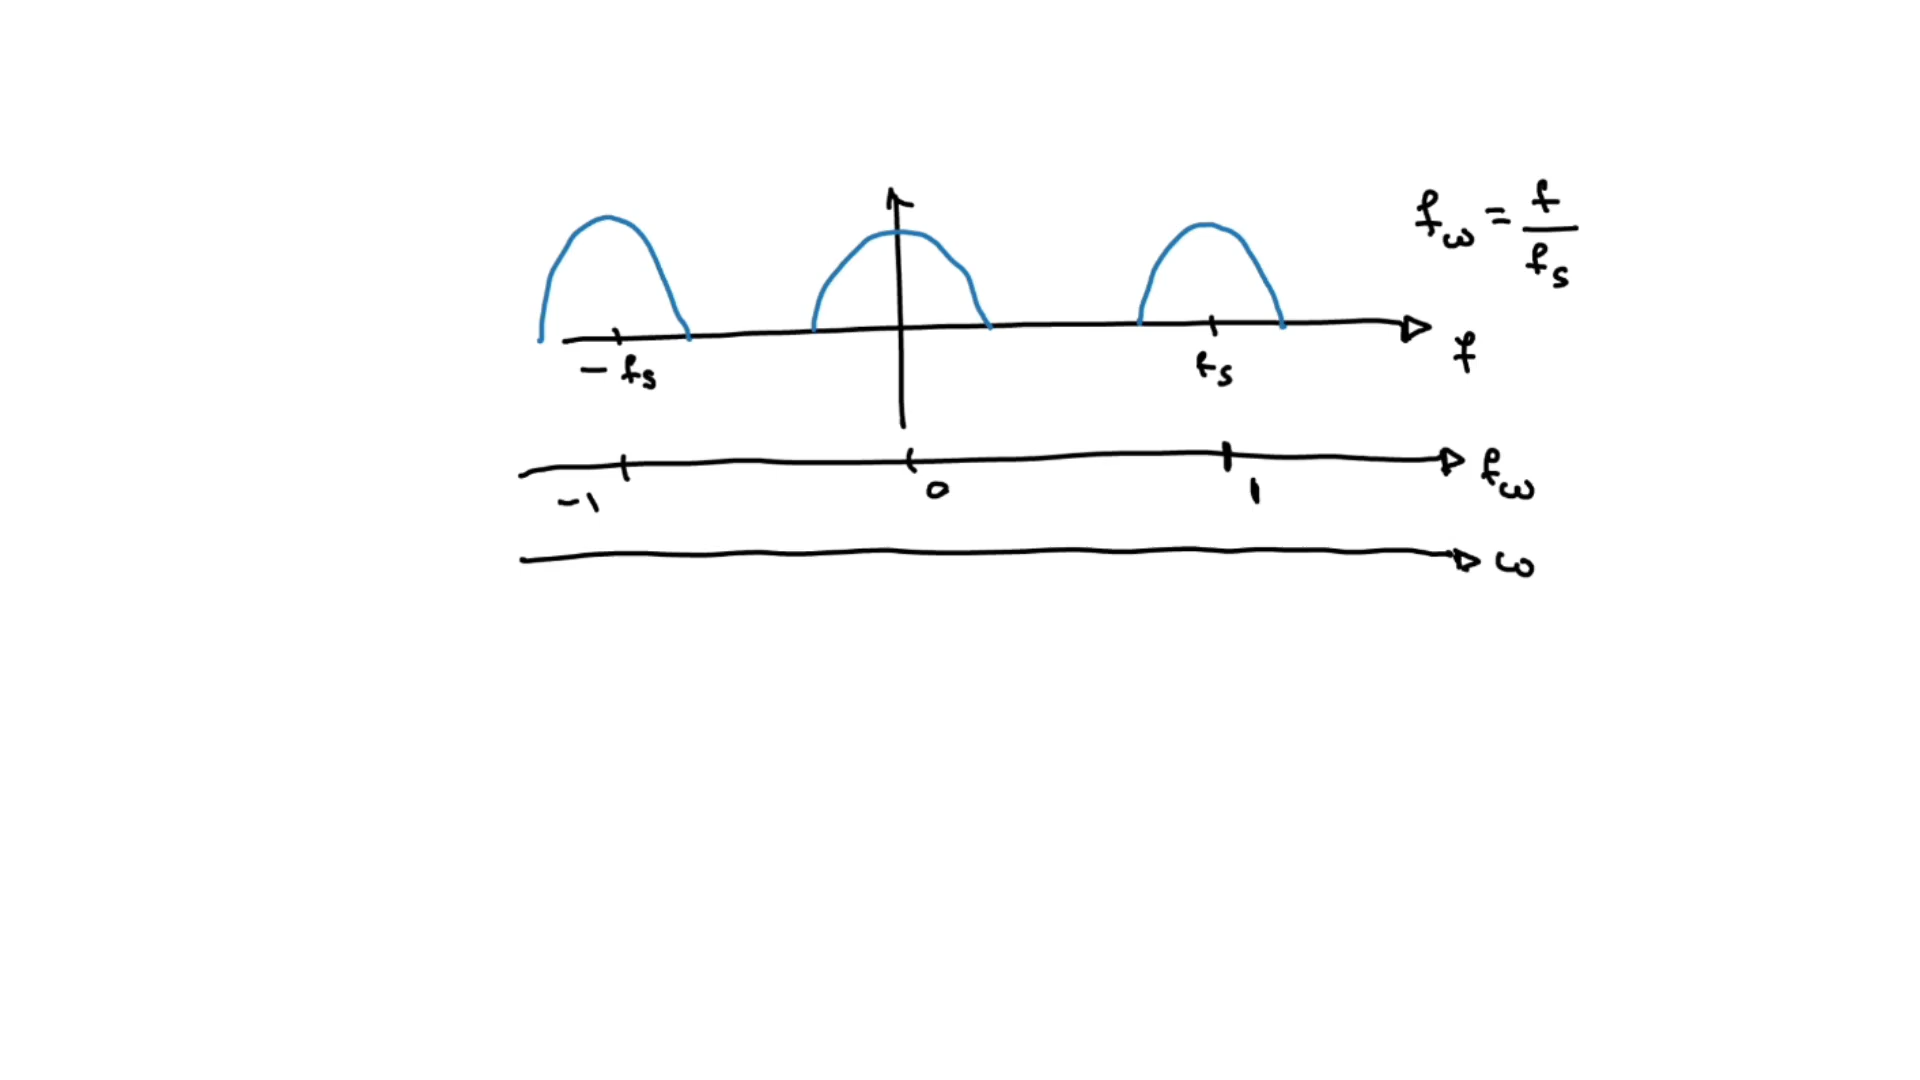 f_ω = f / f_s
- f_s f_s f
-1 0 1 f_ω
ω